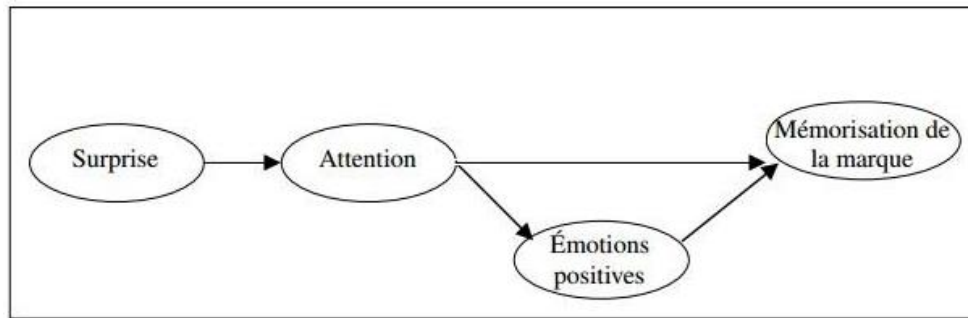 Surprise
Attention
Mémorisation de
la marque
Émotions
positives